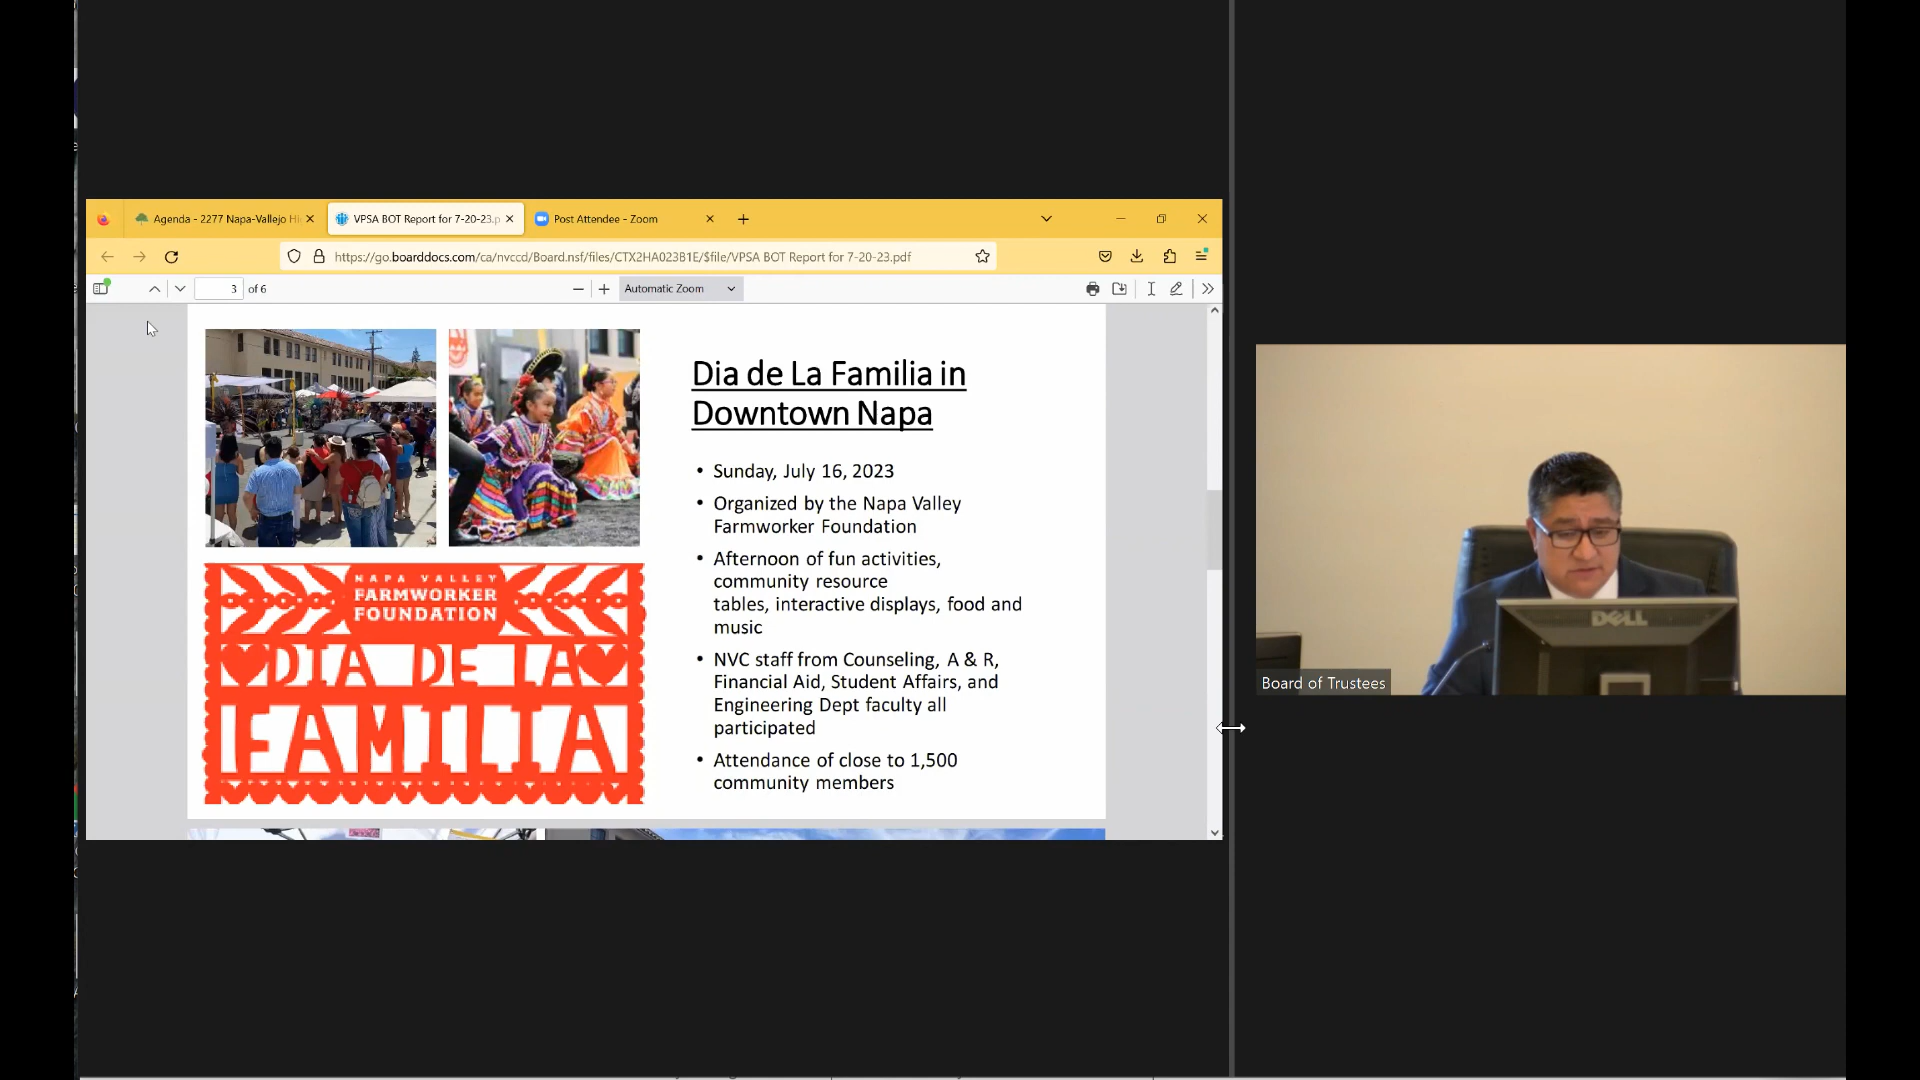 Agenda - 2277 Napa-Vallejo Hi
VPSA BOT Report for 7-20-23.p
Post Attendee - Zoom
https://go.boarddocs.com/ca/nvccd/Board.nsf/files/CTX2HA023B1E/$file/VPSA BOT Report for 7-20-23.pdf
3 of 6
Automatic Zoom
Dia de La Familia in
Downtown Napa
• Sunday, July 16, 2023
• Organized by the Napa Valley
Farmworker Foundation
• Afternoon of fun activities,
community resource
tables, interactive displays, food and
music
• NVC staff from Counseling, A & R,
Financial Aid, Student Affairs, and
Engineering Dept faculty all
participated
• Attendance of close to 1,500
community members
NAPA VALLEY
FARMWORKER
FOUNDATION
DIA DE LA
FAMILIA
DELL
Board of Trustees